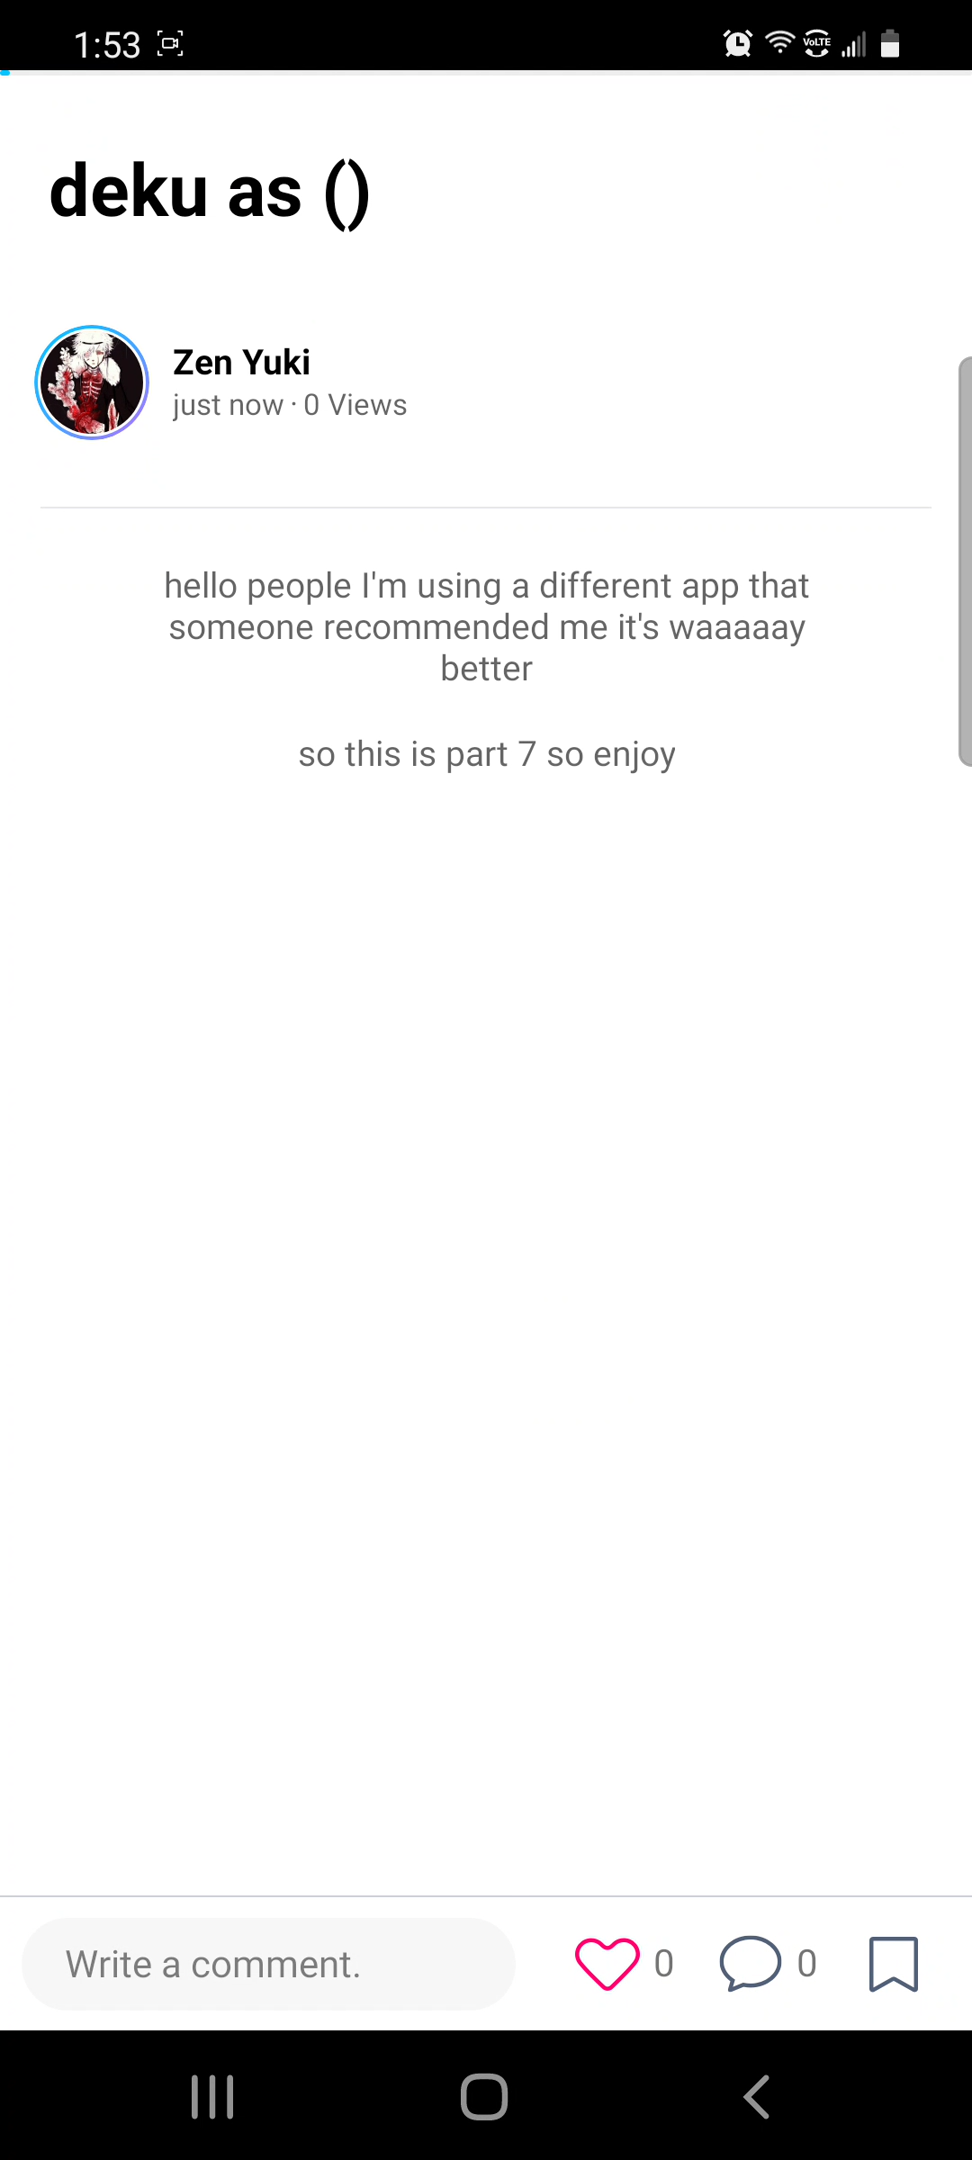 1:53
VoLTE
deku as ()
Zen Yuki
just now · 0 Views
hello people I'm using a different app that
someone recommended me it's waaaaay
better
so this is part 7 so enjoy
Write a comment.
0
0